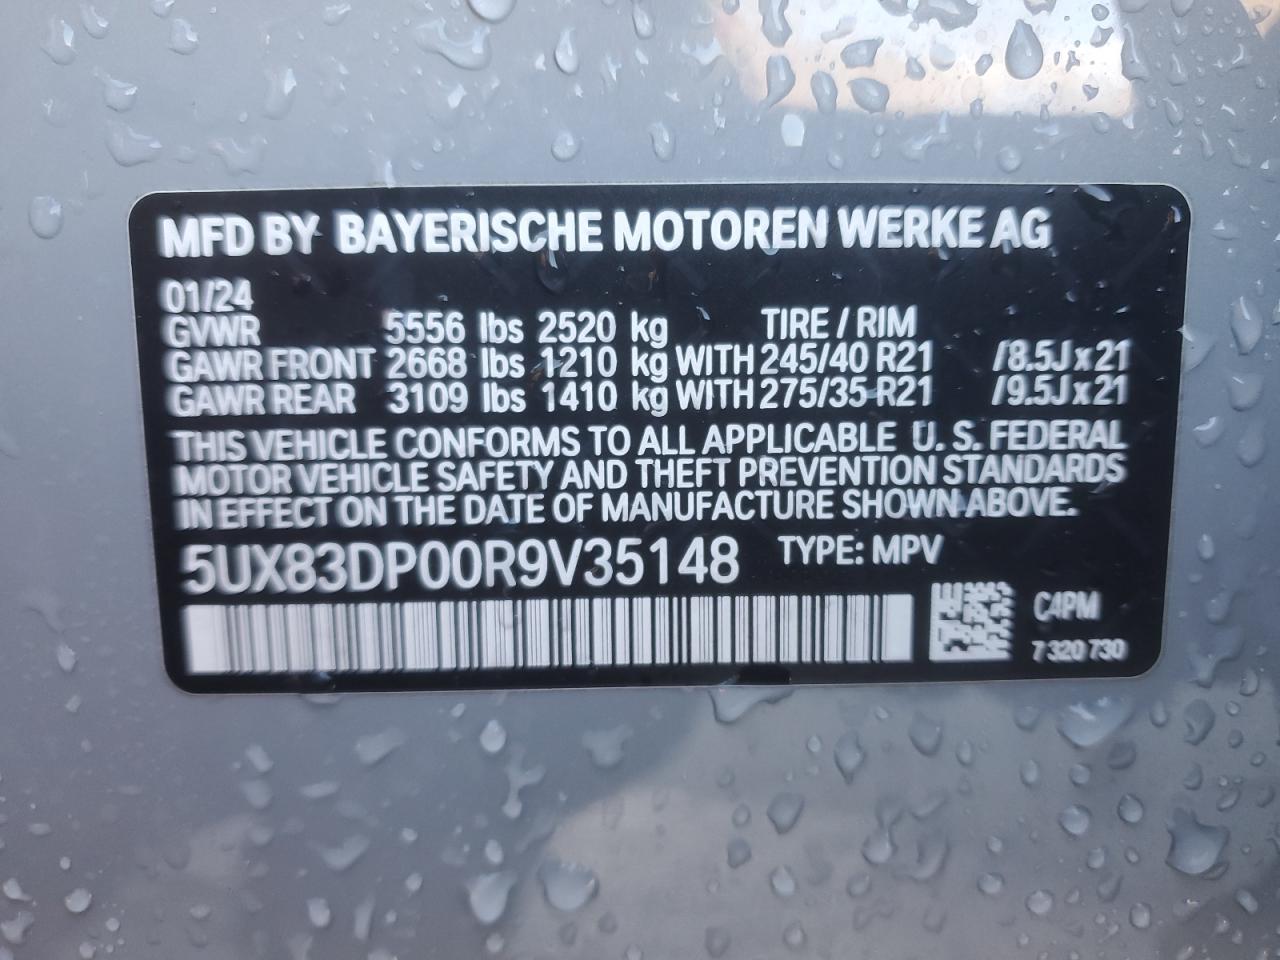 MFD BY BAYERISCHE MOTOREN WERKE AG
01/24
GVWR 5556 lbs 2520 kg TIRE / RIM
GAWR FRONT 2668 lbs 1210 kg WITH 245/40 R21 /8.5J x 21
GAWR REAR 3109 lbs 1410 kg WITH 275/35 R21 /9.5J x 21
THIS VEHICLE CONFORMS TO ALL APPLICABLE U. S. FEDERAL
MOTOR VEHICLE SAFETY AND THEFT PREVENTION STANDARDS
IN EFFECT ON THE DATE OF MANUFACTURE SHOWN ABOVE.
5UX83DP00R9V35148 TYPE: MPV
C4PM
7 320 730